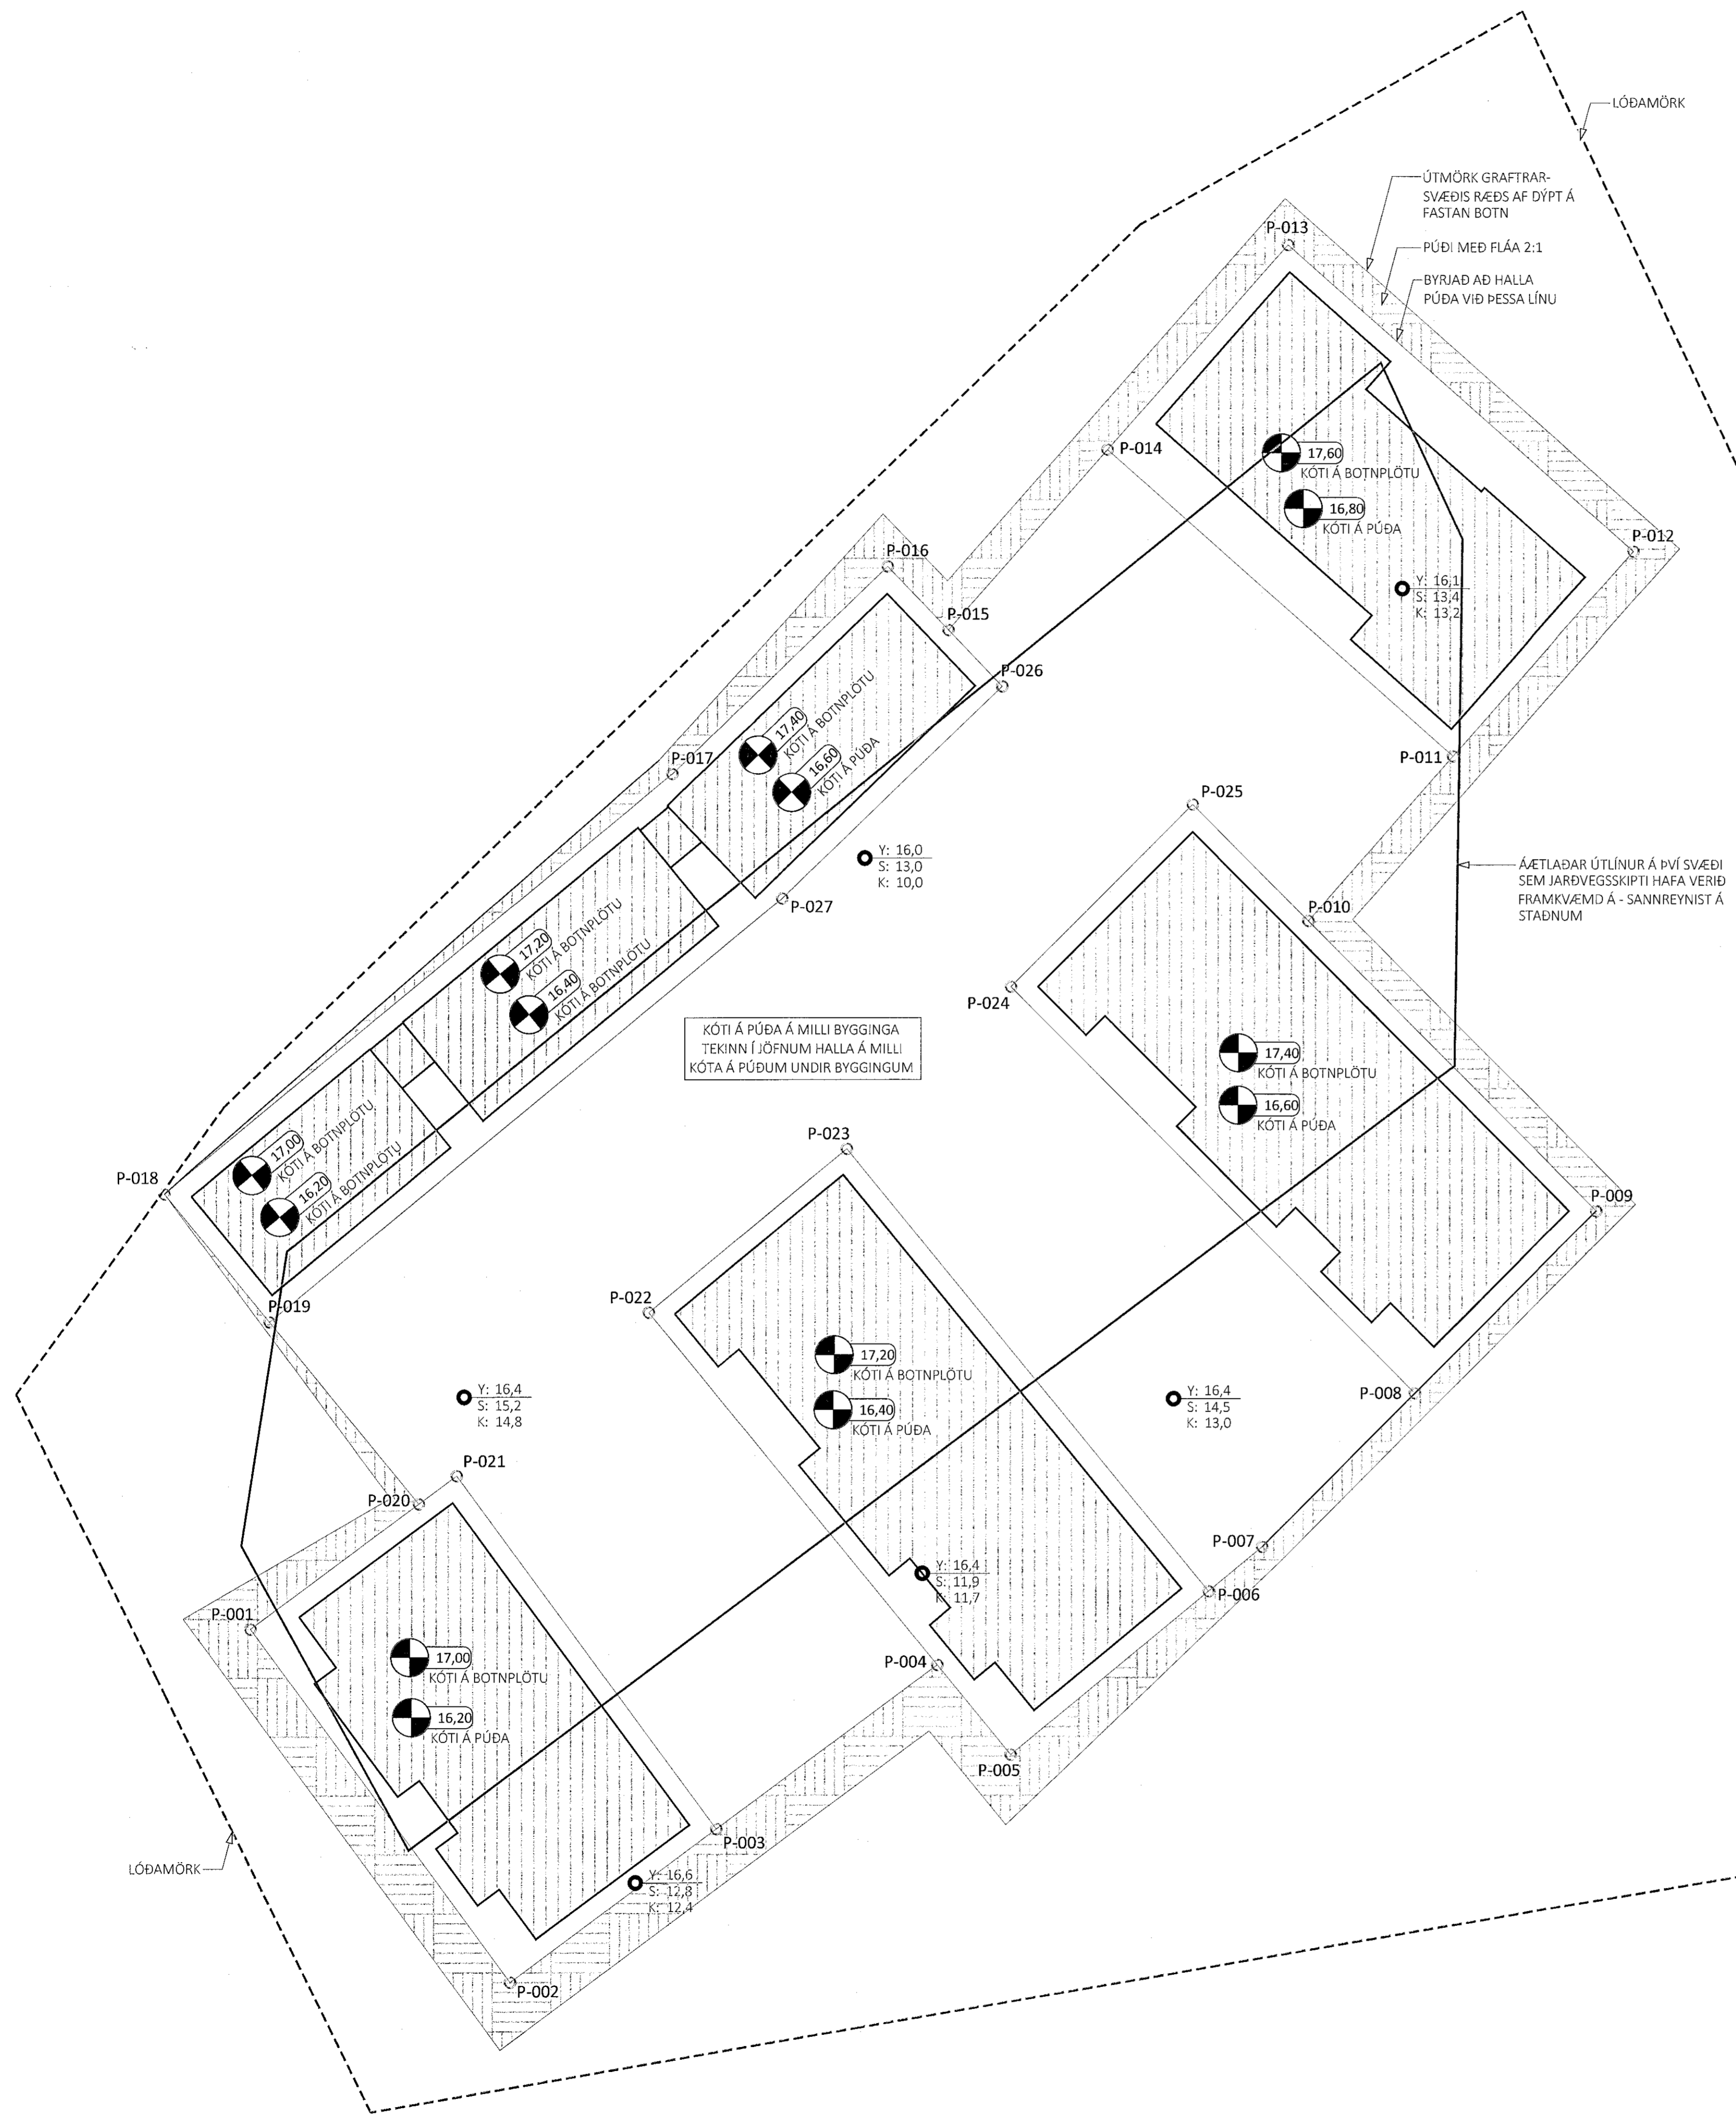 LÓÐAMÖRK
ÚTMÖRK GRAFTRAR-
SVÆÐIS RÆÐS AF DÝPT Á
FASTAN BOTN
P-013
PÚÐI MEÐ FLÁA 2:1
BYRJAÐ AÐ HALLA
PÚÐA VIÐ ÞESSA LÍNU
P-014
17,60
KÓTI Á BOTNPLÖTU
16,80
KÓTI Á PÚÐA
P-012
P-016
Y: 16,1
S: 13,4
K: 13,2
P-015
P-026
17,40
KÓTI Á BOTNPLÖTU
16,60
KÓTI Á PÚÐA
P-017
P-011
P-025
Y: 16,0
S: 13,0
K: 10,0
ÁÆTLAÐAR ÚTLÍNUR Á ÞVÍ SVÆÐI
SEM JARÐVEGSSKIPTI HAFA VERIÐ
FRAMKVÆMD Á - SANNREYNIST Á
STAÐNUM
P-027
P-010
17,20
KÓTI Á BOTNPLÖTU
16,40
KÓTI Á BOTNPLÖTU
P-024
KÓTI Á PÚÐA Á MILLI BYGGINGA
TEKINN Í JÖFNUM HALLA Á MILLI
KÓTA Á PÚÐUM UNDIR BYGGINGUM
17,40
KÓTI Á BOTNPLÖTU
16,60
KÓTI Á PÚÐA
P-023
17,00
KÓTI Á BOTNPLÖTU
16,20
KÓTI Á BOTNPLÖTU
P-018
P-009
P-022
P-019
17,20
KÓTI Á BOTNPLÖTU
16,40
KÓTI Á PÚÐA
Y: 16,4
S: 15,2
K: 14,8
Y: 16,4
S: 14,5
K: 13,0
P-008
P-021
P-020
P-007
Y: 16,4
S: 11,9
K: 11,7
P-006
P-001
17,00
KÓTI Á BOTNPLÖTU
16,20
KÓTI Á PÚÐA
P-004
P-005
P-003
LÓÐAMÖRK
Y: 16,6
S: 12,8
K: 12,4
P-002